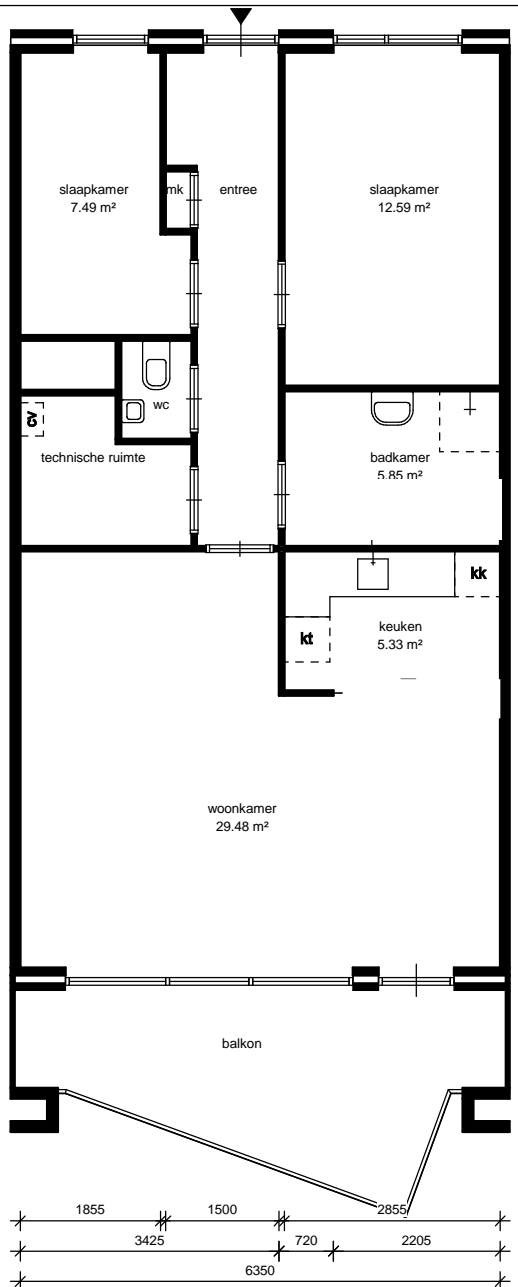 slaapkamer
7.49 m²
mk
entree
slaapkamer
12.59 m²
wc
cv
technische ruimte
badkamer
5.85 m²
kk
keuken
5.33 m²
kt
woonkamer
29.48 m²
balkon
1855
1500
2855
3425
720
2205
6350